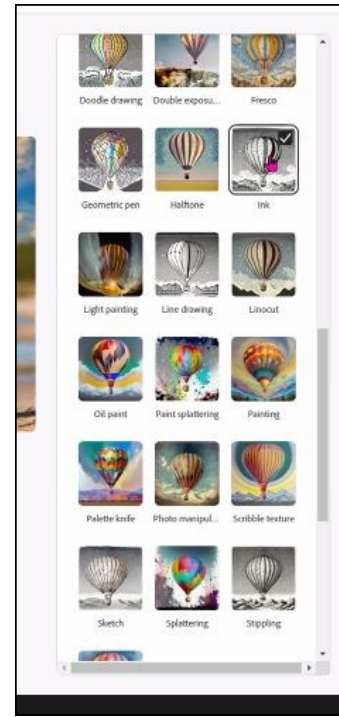 Doodle drawing Double exposu... Fresco
Geometric pen Halftone Ink
Light painting Line drawing Linocut
Oil paint Paint splattering Painting
Palette knife Photo manipul... Scribble texture
Sketch Splattering Stippling